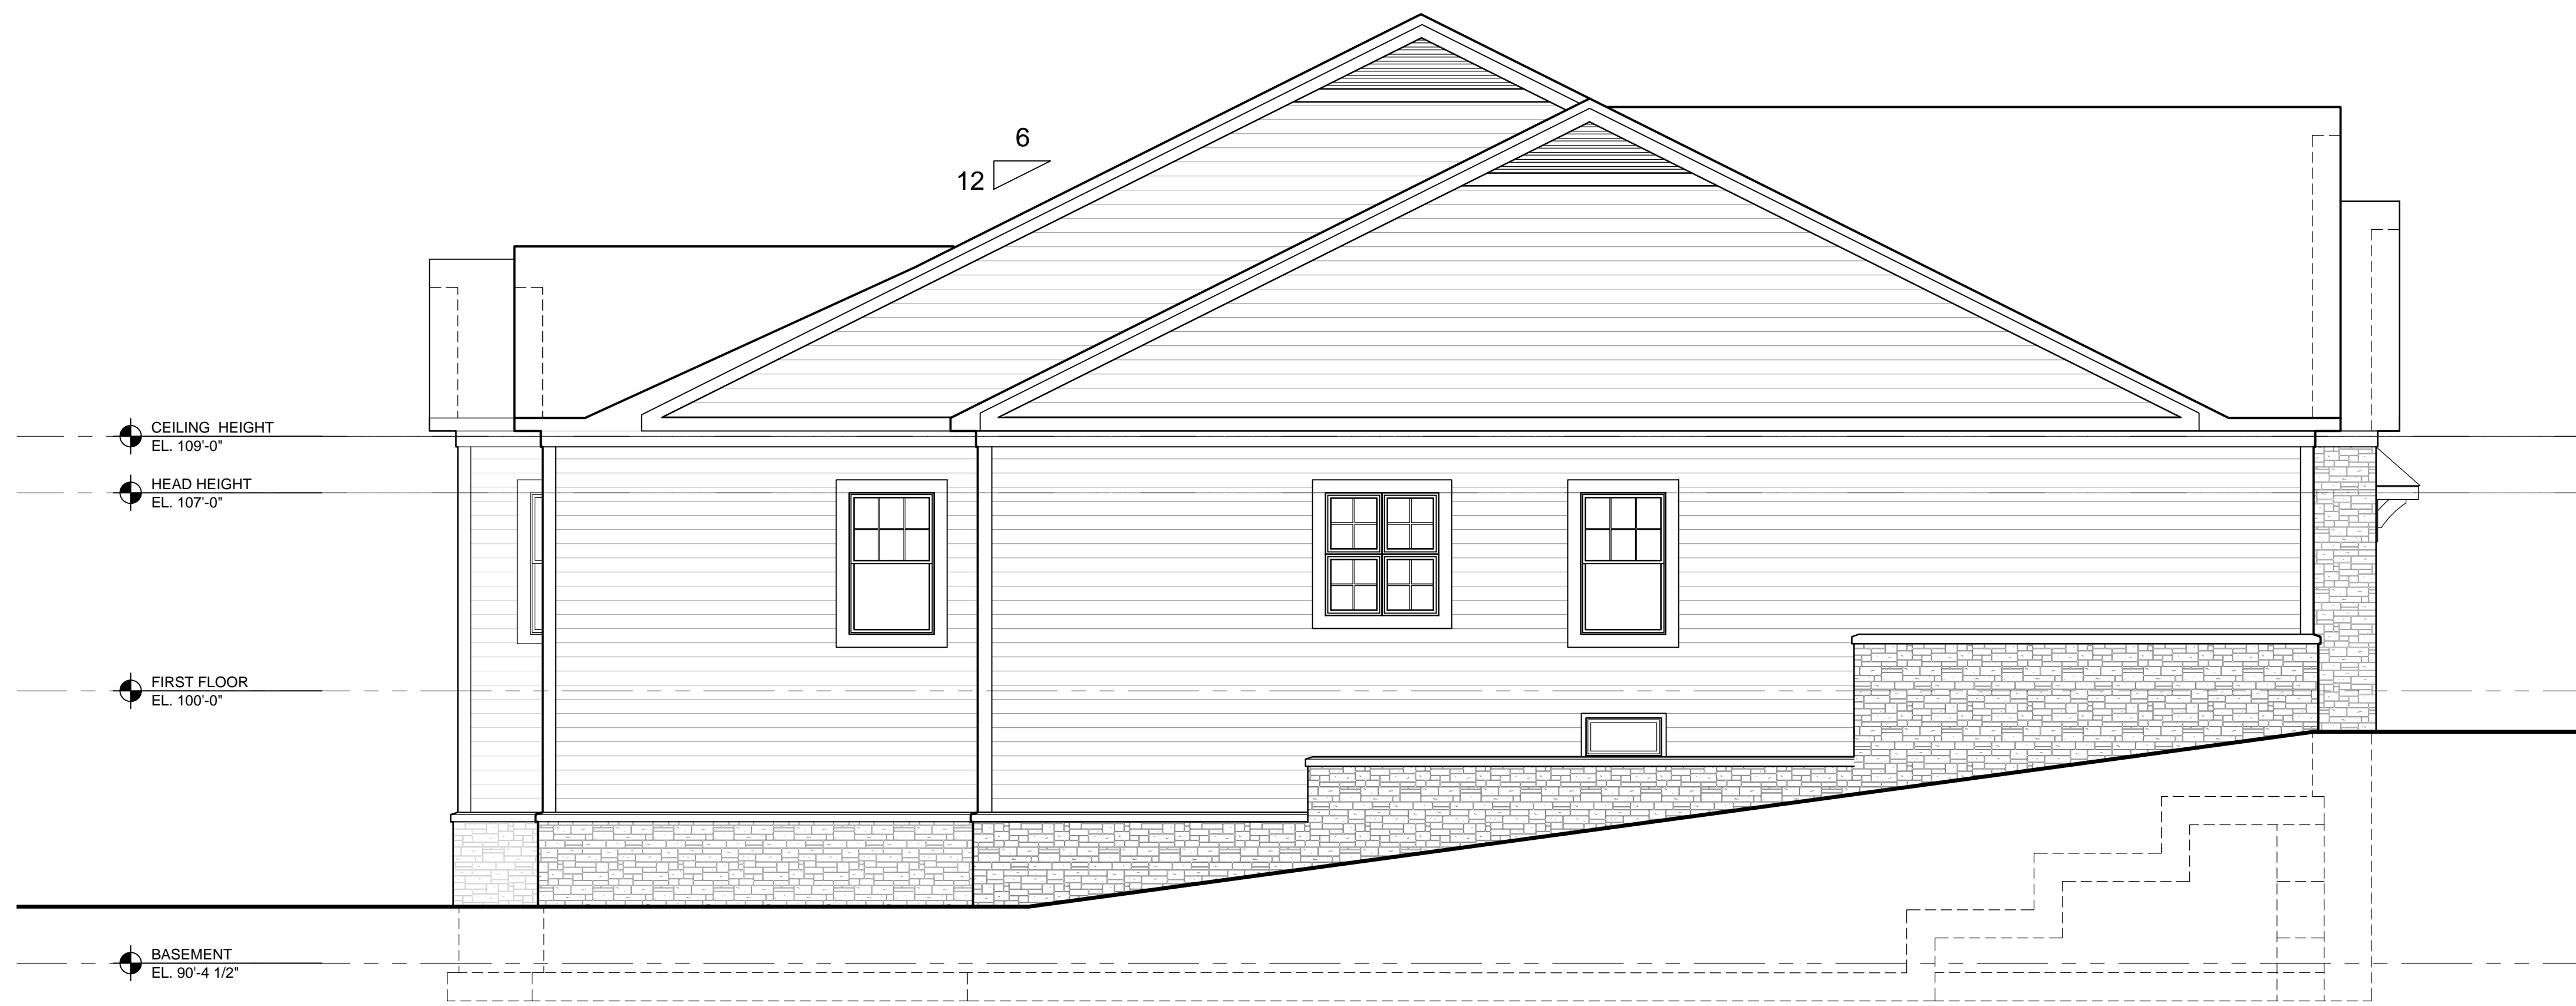 6
12
CEILING HEIGHT
EL. 109'-0"
HEAD HEIGHT
EL. 107'-0"
FIRST FLOOR
EL. 100'-0"
BASEMENT
EL. 90'-4 1/2"